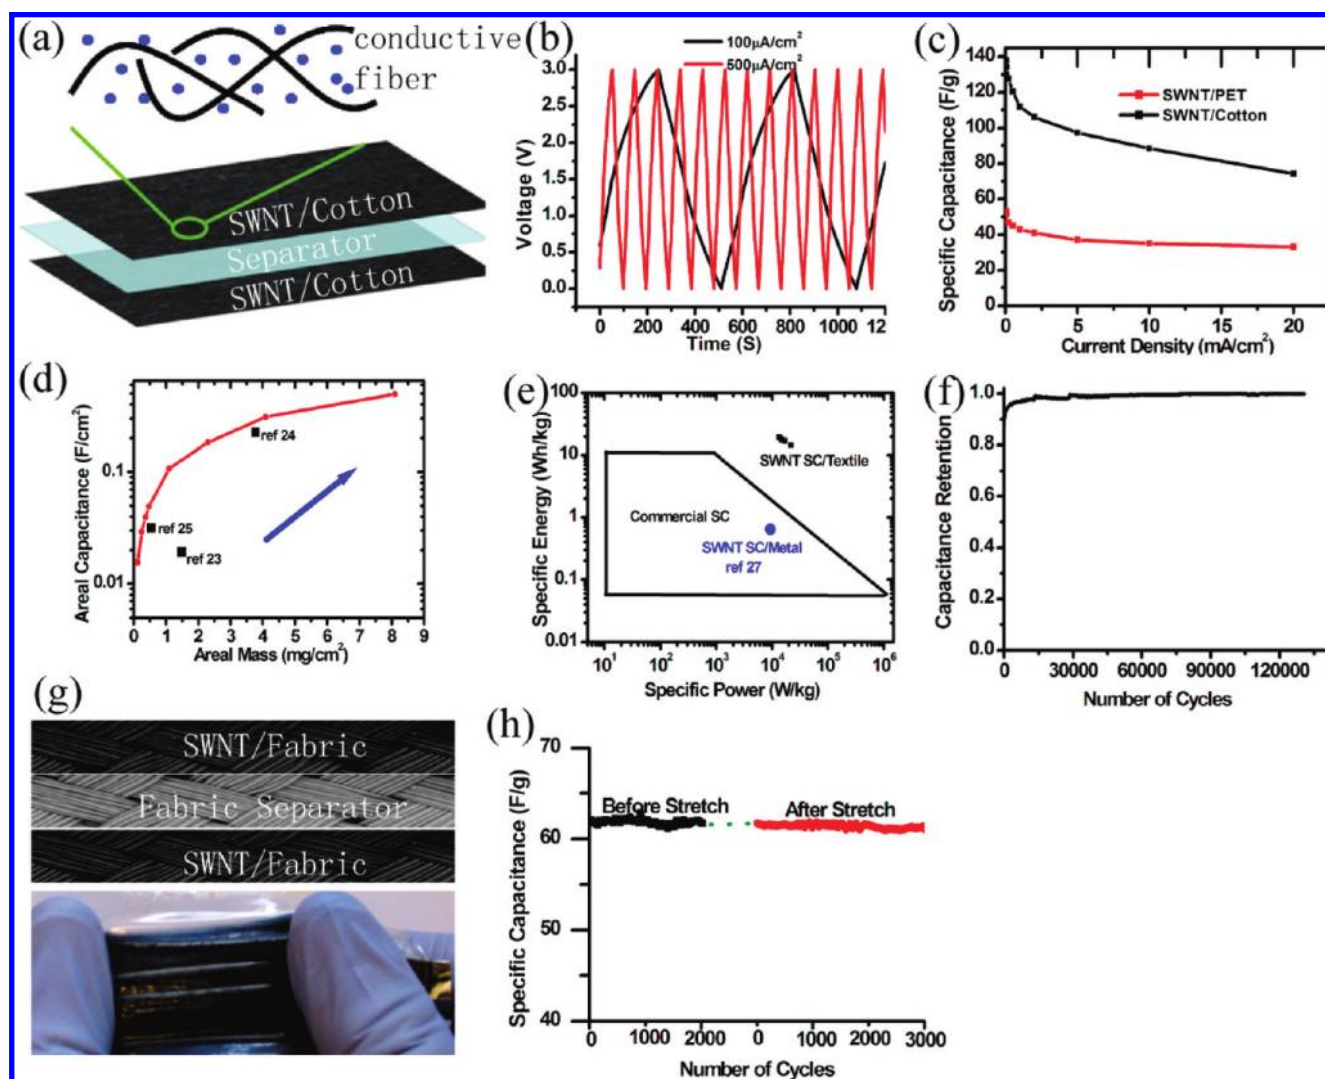 (a)
conductive
fiber
SWNT/Cotton
Separator
SWNT/Cotton
(b)
100μA/cm²
500μA/cm²
3.0
2.5
2.0
1.5
1.0
0.5
0.0
Voltage (V)
0 200 400 600 800 1000 120
Time (S)
(c)
140
120
100
80
60
40
20
0
Specific Capacitance (F/g)
SWNT/PET
SWNT/Cotton
0 5 10 15 20
Current Density (mA/cm²)
(d)
Areal Capacitance (F/cm²)
0.1
0.01
ref 24
ref 25
ref 23
0 1 2 3 4 5 6 7 8 9
Areal Mass (mg/cm²)
(e)
Specific Energy (Wh/kg)
100
10
1
0.1
0.01
SWNT SC/Textile
Commercial SC
SWNT SC/Metal
ref 27
10¹ 10² 10³ 10⁴ 10⁵ 10⁶
Specific Power (W/kg)
(f)
Capacitance Retention
1.0
0.8
0.6
0.4
0.2
0.0
0 30000 60000 90000 120000
Number of Cycles
(g)
SWNT/Fabric
Fabric Separator
SWNT/Fabric
(h)
Specific Capacitance (F/g)
70
60
50
40
Before Stretch
After Stretch
0 1000 2000 0 1000 2000 3000
Number of Cycles